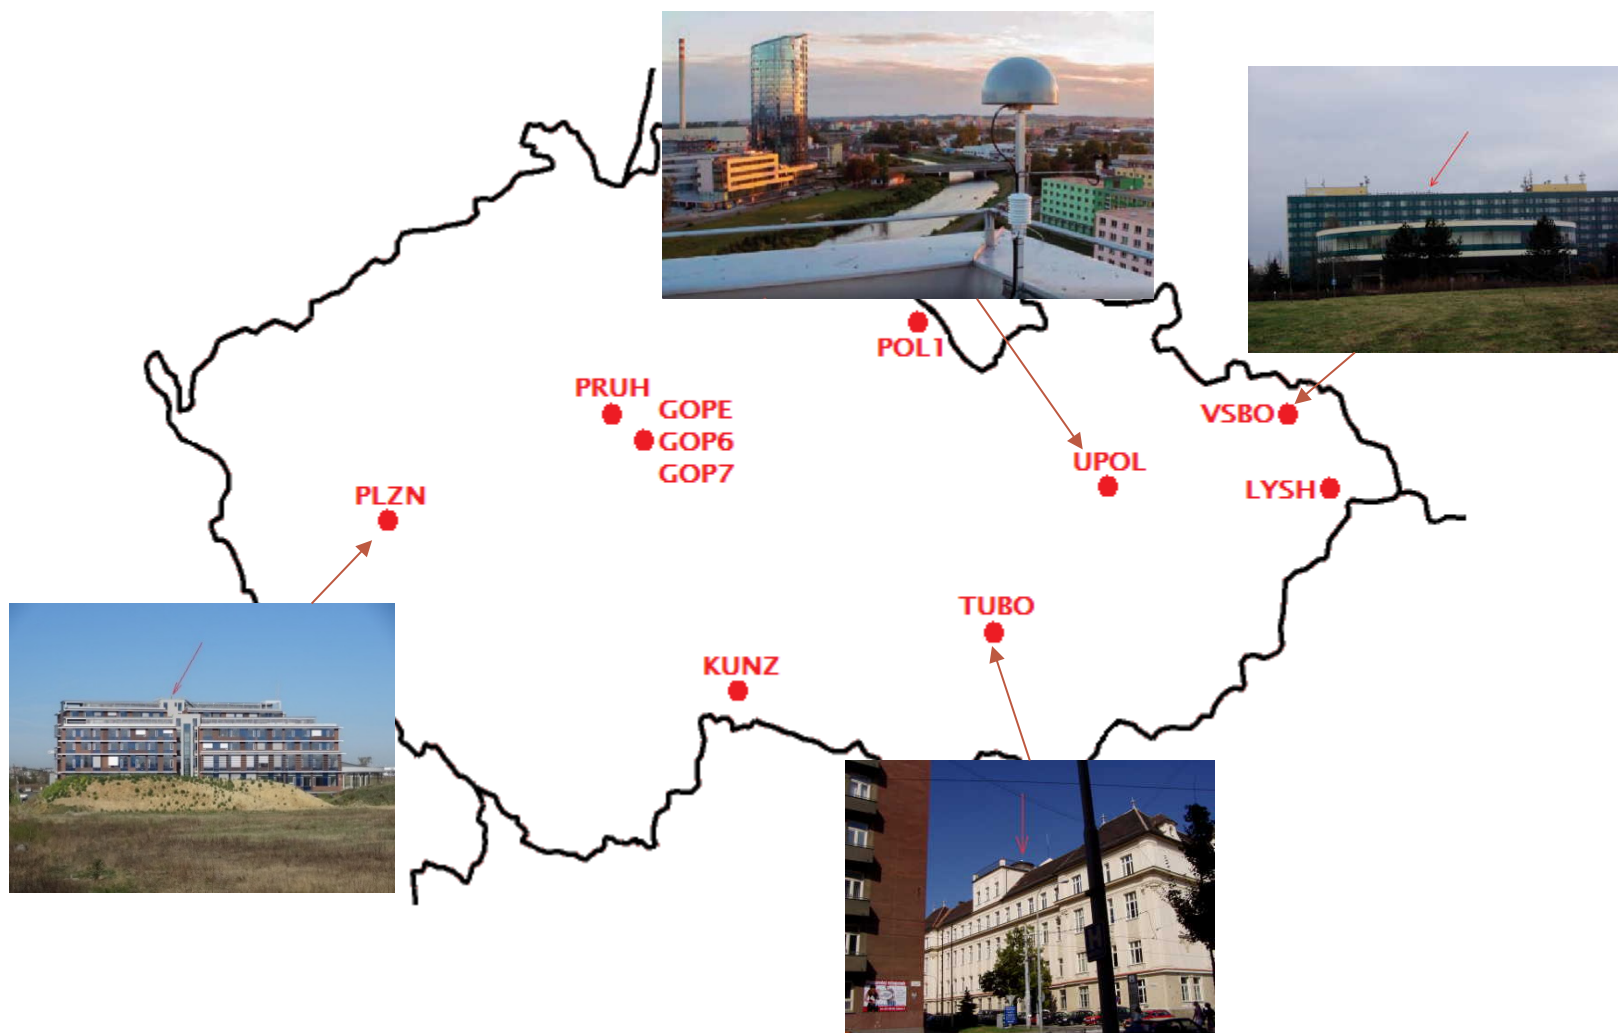 POL1
PRUH
GOPE
GOP6
GOP7
VSBO
UPOL
LYSH
PLZN
TUBO
KUNZ